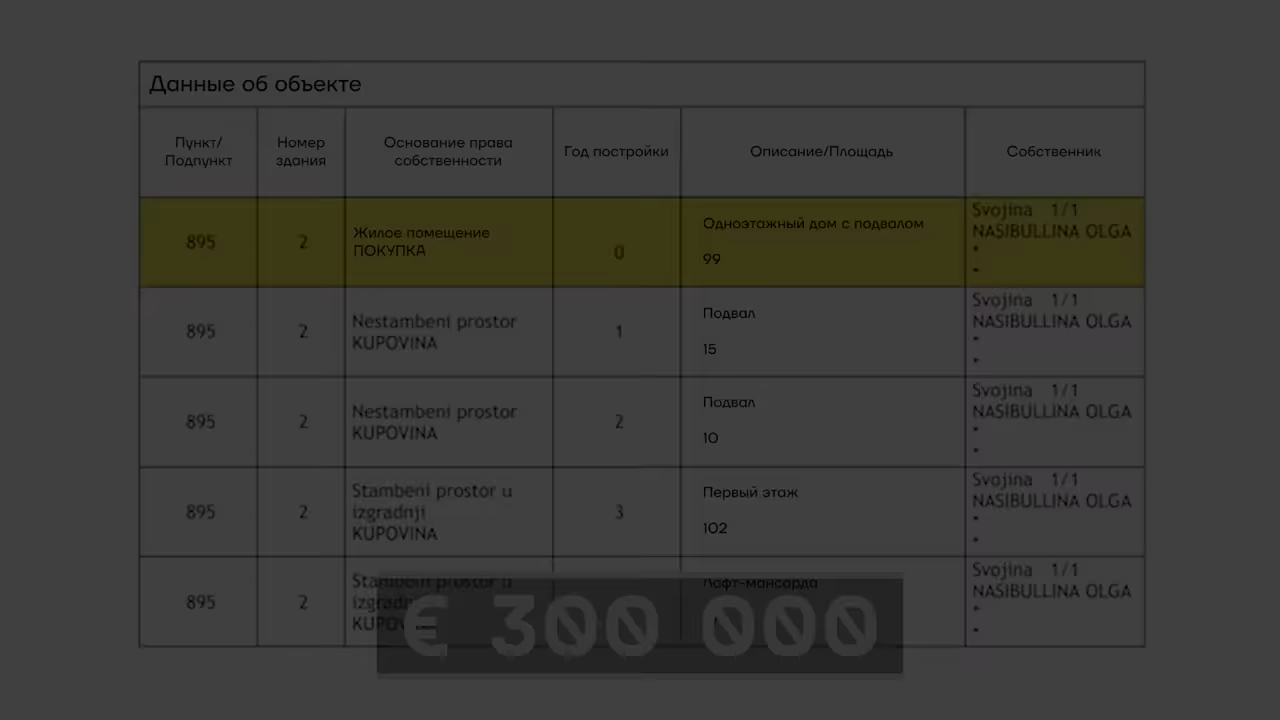 Данные об объекте
Пункт/
Подпункт
Номер
здания
Основание права
собственности
Год постройки
Описание/Площадь
Собственник
895
2
Жилое помещение
ПОКУПКА
0
Одноэтажный дом с подвалом
99
Svojina 1/1
NASIBULLINA OLGA
*
*
895
2
Nestambeni prostor
KUPOVINA
1
Подвал
15
Svojina 1/1
NASIBULLINA OLGA
*
*
895
2
Nestambeni prostor
KUPOVINA
2
Подвал
10
Svojina 1/1
NASIBULLINA OLGA
*
*
895
2
Stambeni prostor u
izgradnji
KUPOVINA
3
Первый этаж
102
Svojina 1/1
NASIBULLINA OLGA
*
*
895
2
Stambeni prostor u
Лофт-мансарда
Svojina 1/1
NASIBULLINA OLGA
*
*
€ 300 000